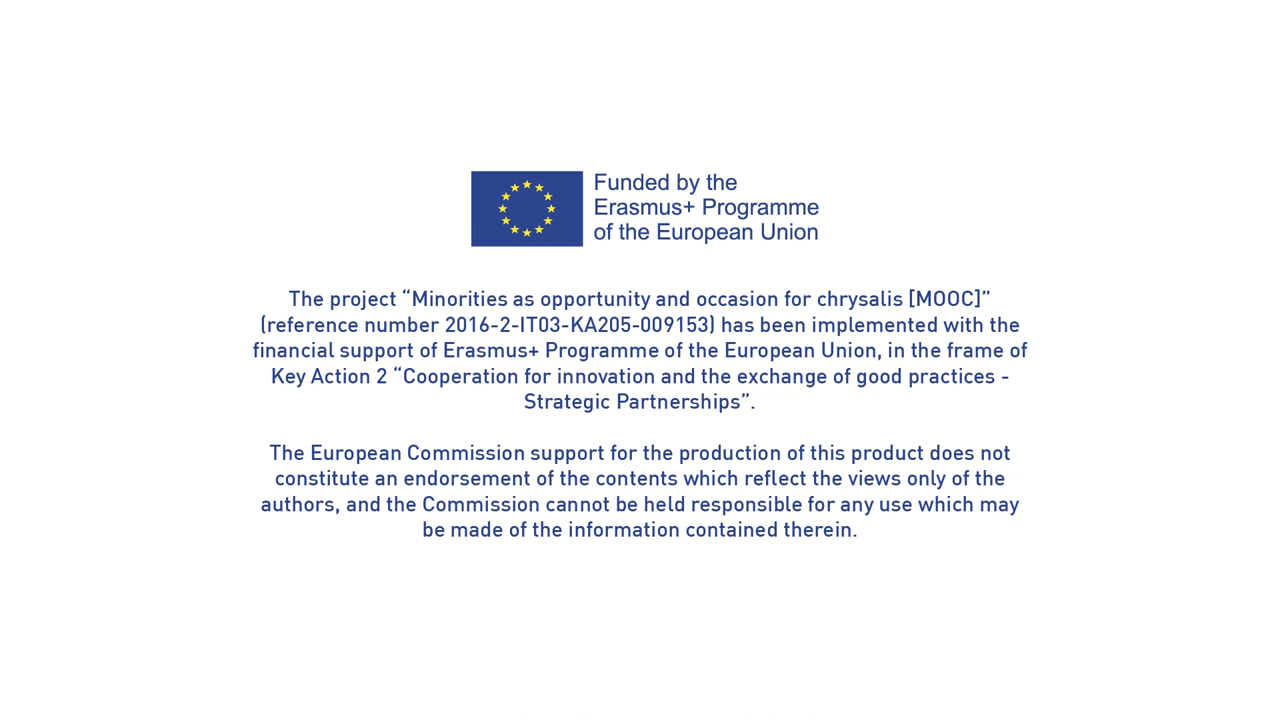 Funded by the
Erasmus+ Programme
of the European Union
The project “Minorities as opportunity and occasion for chrysalis [MOOC]”
(reference number 2016-2-IT03-KA205-009153) has been implemented with the
financial support of Erasmus+ Programme of the European Union, in the frame of
Key Action 2 “Cooperation for innovation and the exchange of good practices -
Strategic Partnerships”.
The European Commission support for the production of this product does not
constitute an endorsement of the contents which reflect the views only of the
authors, and the Commission cannot be held responsible for any use which may
be made of the information contained therein.